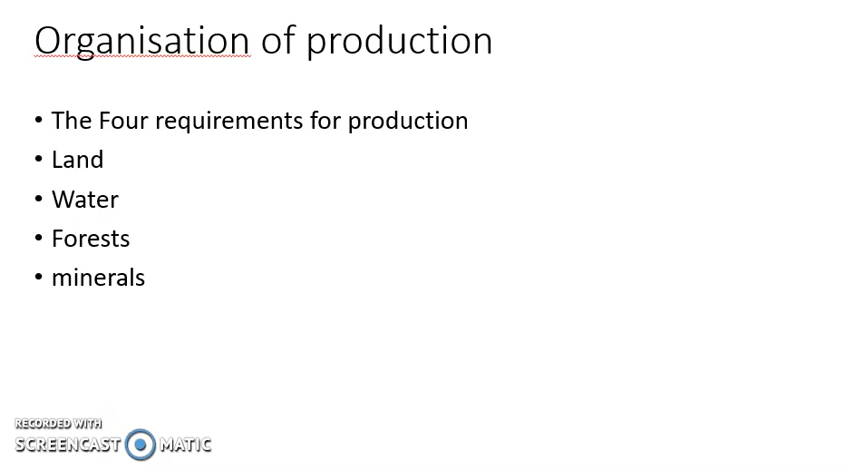 Organisation of production
• The Four requirements for production
• Land
• Water
• Forests
• minerals
RECORDED WITH
SCREENCAST MATIC